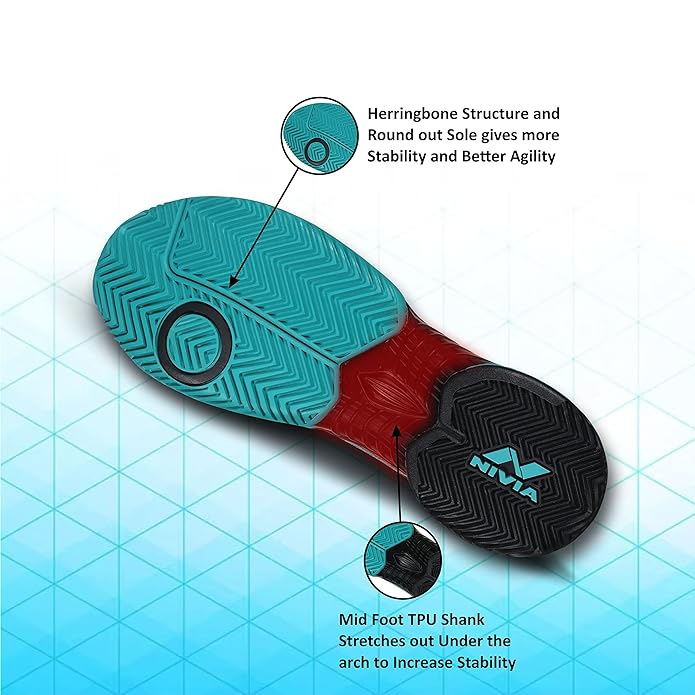 Herringbone Structure and
Round out Sole gives more
Stability and Better Agility
NIVIA
Mid Foot TPU Shank
Stretches out Under the
arch to Increase Stability